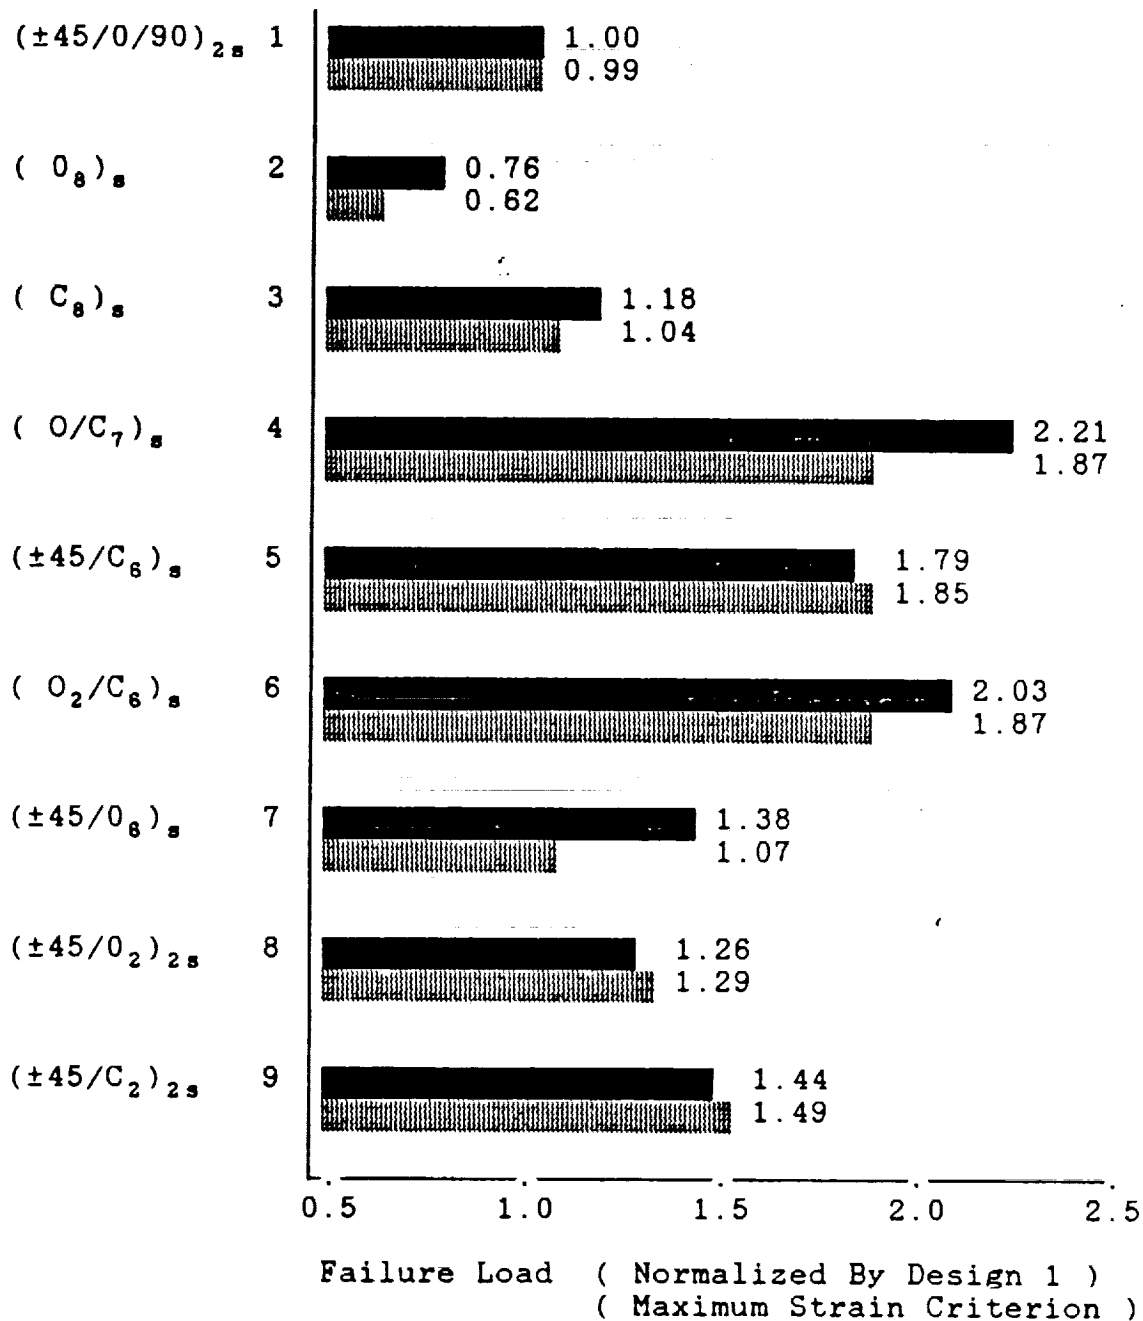 (±45/0/90)₂ₛ 1 1.00
0.99
( 0₈)ₛ 2 0.76
0.62
( C₈)ₛ 3 1.18
1.04
( O/C₇)ₛ 4 2.21
1.87
(±45/C₆)ₛ 5 1.79
1.85
( O₂/C₆)ₛ 6 2.03
1.87
(±45/0₆)ₛ 7 1.38
1.07
(±45/0₂)₂ₛ 8 1.26
1.29
(±45/C₂)₂ₛ 9 1.44
1.49
0.5 1.0 1.5 2.0 2.5
Failure Load ( Normalized By Design 1 )
( Maximum Strain Criterion )